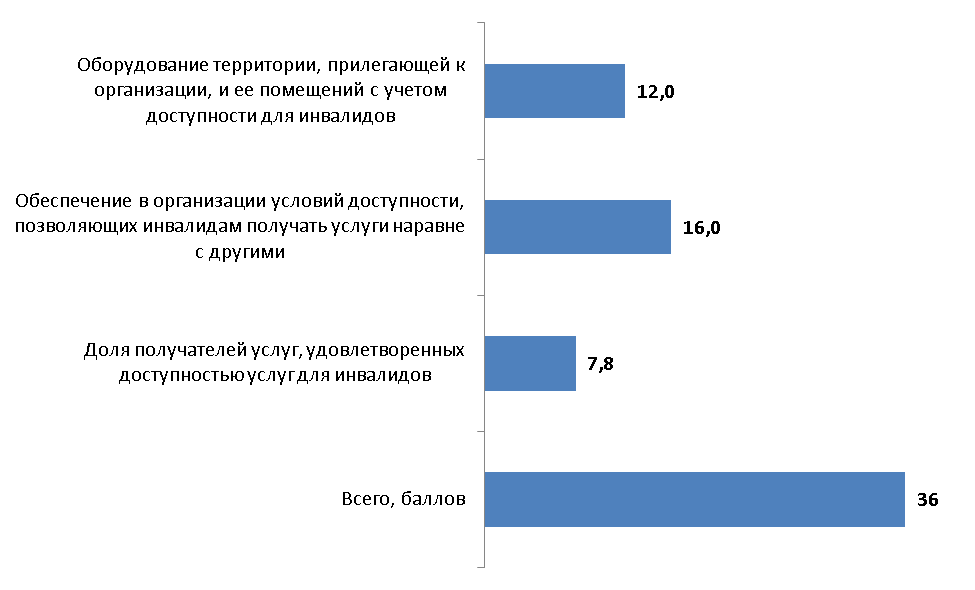 Оборудование территории, прилегающей к
организации, и ее помещений с учетом
доступности для инвалидов
12,0
Обеспечение в организации условий доступности,
позволяющих инвалидам получать услуги наравне
с другими
16,0
Доля получателей услуг, удовлетворенных
доступностью услуг для инвалидов
7,8
Всего, баллов
36